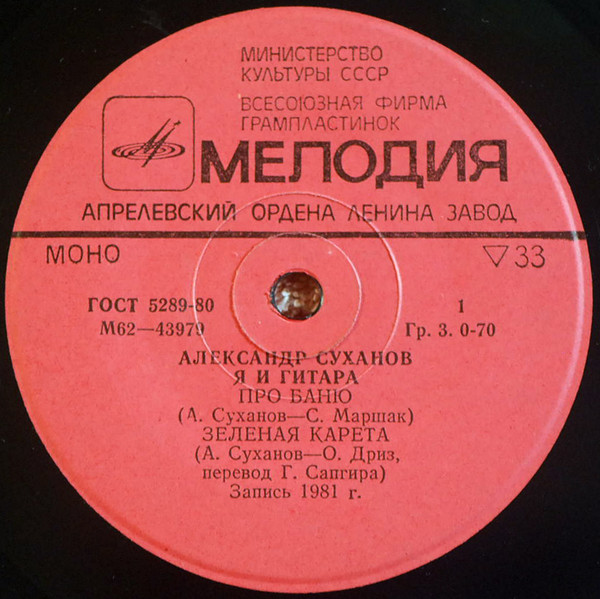 МИНИСТЕРСТВО
КУЛЬТУРЫ СССР
ВСЕСОЮЗНАЯ ФИРМА
ГРАМПЛАСТИНОК
МЕЛОДИЯ
АПРЕЛЕВСКИЙ ОРДЕНА ЛЕНИНА ЗАВОД
МОНО ▽33
ГОСТ 5289-80 1
М62—43979 Гр. 3. 0-70
АЛЕКСАНДР СУХАНОВ
Я И ГИТАРА
ПРО БАНЮ
(А. Суханов—С. Маршак)
ЗЕЛЕНАЯ КАРЕТА
(А. Суханов—О. Дриз,
перевод Г. Сапгира)
Запись 1981 г.